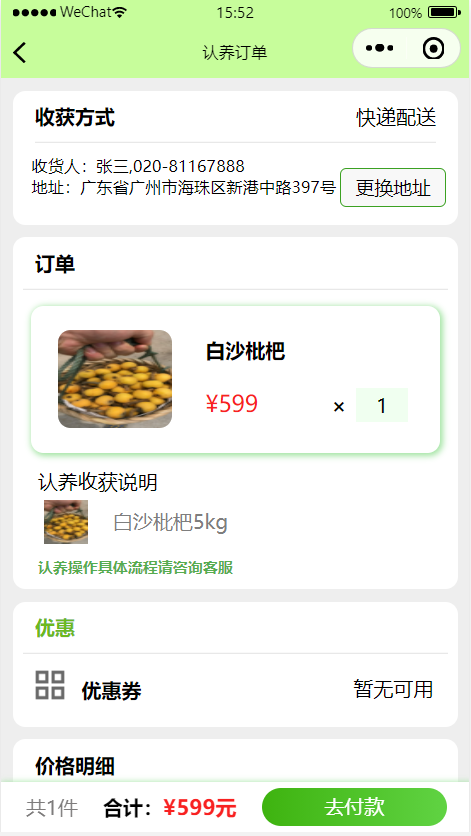 WeChat 15:52 100%
认养订单
收获方式 快递配送
收货人：张三,020-81167888
地址：广东省广州市海珠区新港中路397号 更换地址
订单
白沙枇杷
¥599 × 1
认养收获说明
白沙枇杷5kg
认养操作具体流程请咨询客服
优惠
优惠券 暂无可用
价格明细
共1件 合计：¥599元 去付款